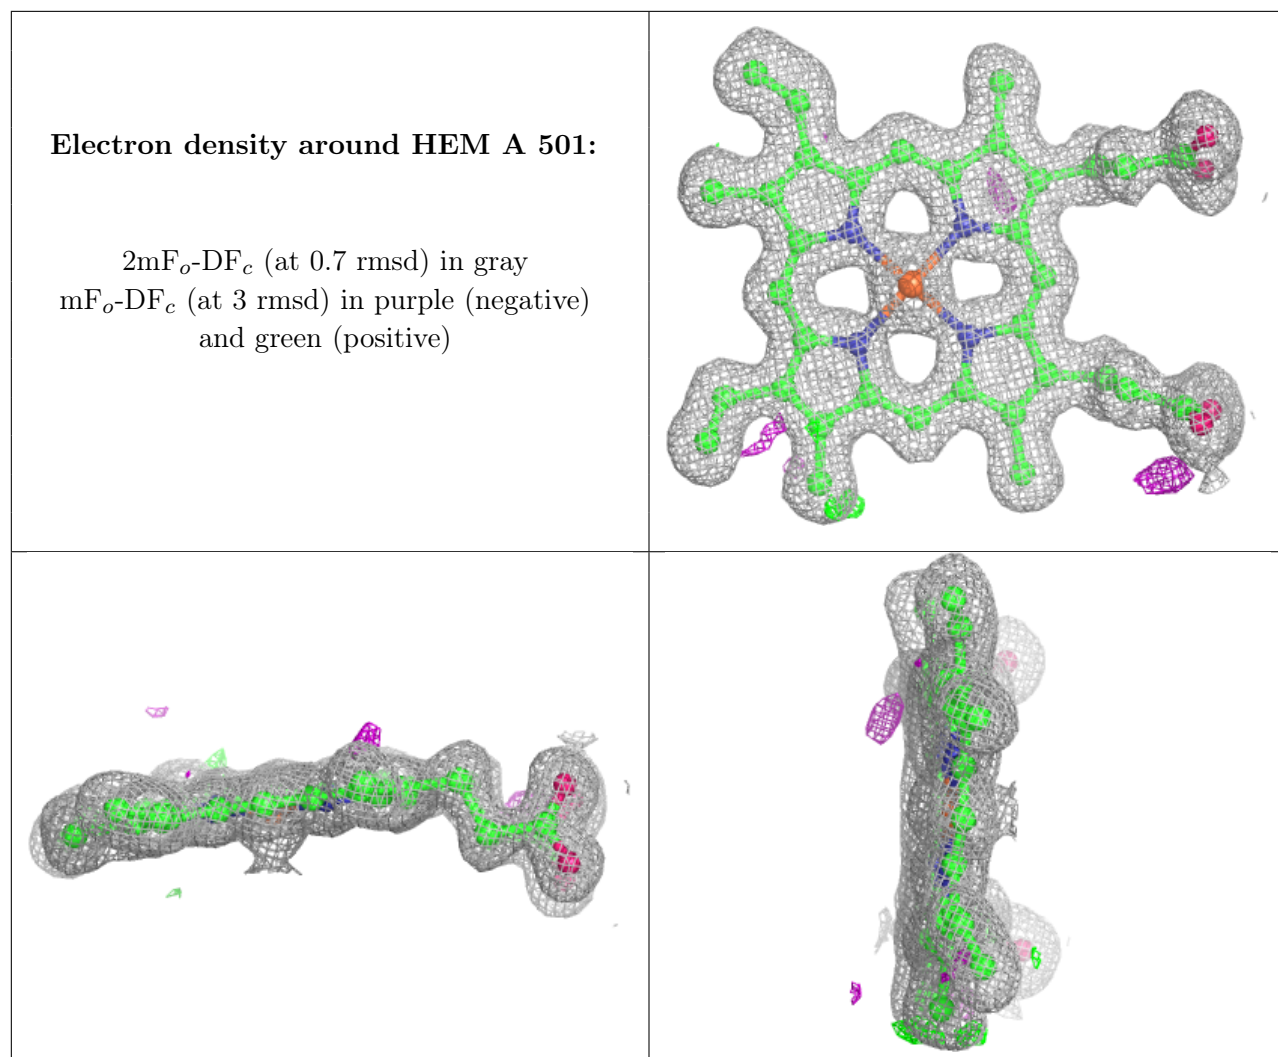 Electron density around HEM A 501:
2mFₒ-DF𝒸 (at 0.7 rmsd) in gray
mFₒ-DF𝒸 (at 3 rmsd) in purple (negative)
and green (positive)